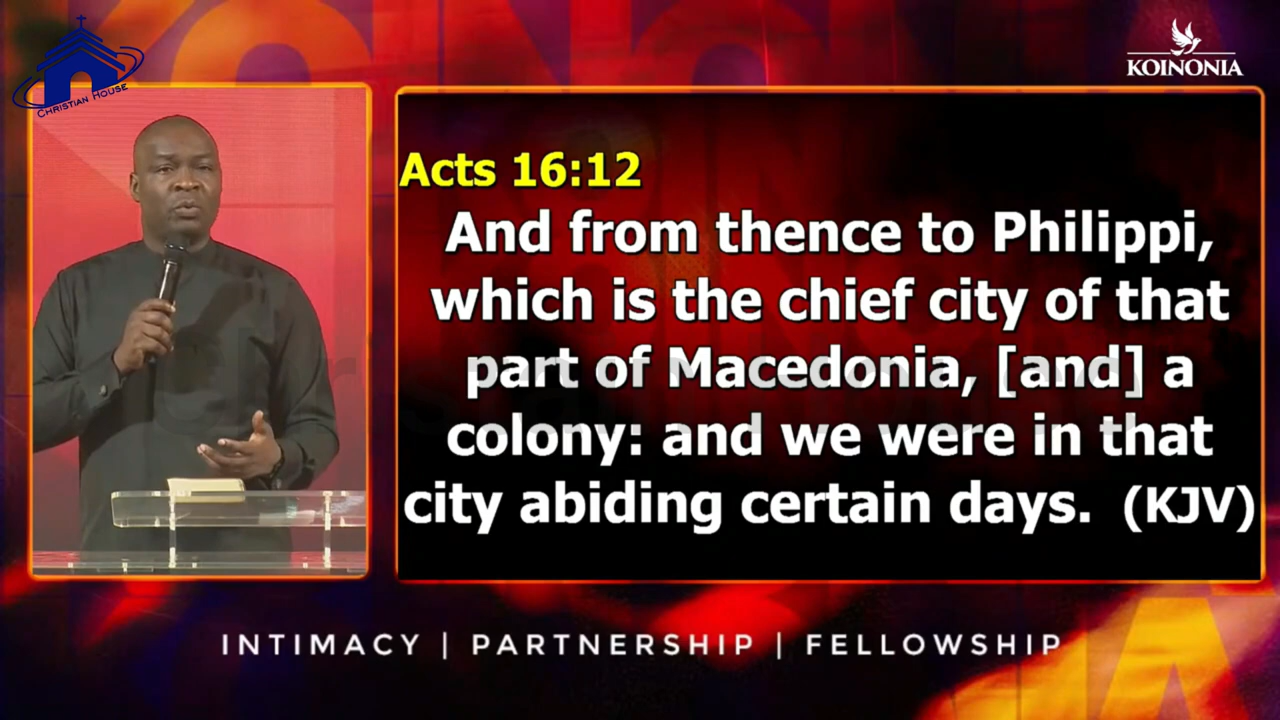 CHRISTIAN HOUSE
KOINONIA
Acts 16:12
And from thence to Philippi,
which is the chief city of that
part of Macedonia, [and] a
colony: and we were in that
city abiding certain days. (KJV)
INTIMACY | PARTNERSHIP | FELLOWSHIP